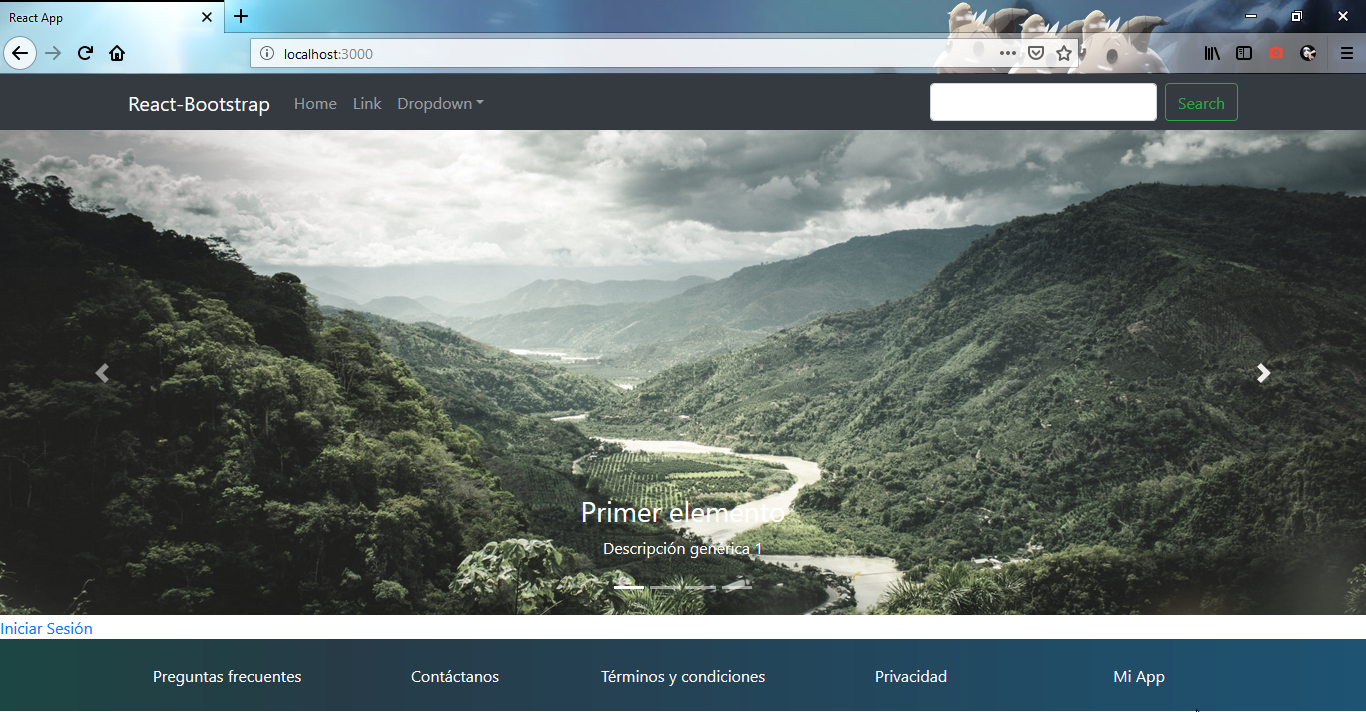 React App
localhost:3000
React-Bootstrap Home Link Dropdown Search
Primer elemento
Descripción genérica 1
Iniciar Sesión
Preguntas frecuentes Contáctanos Términos y condiciones Privacidad Mi App